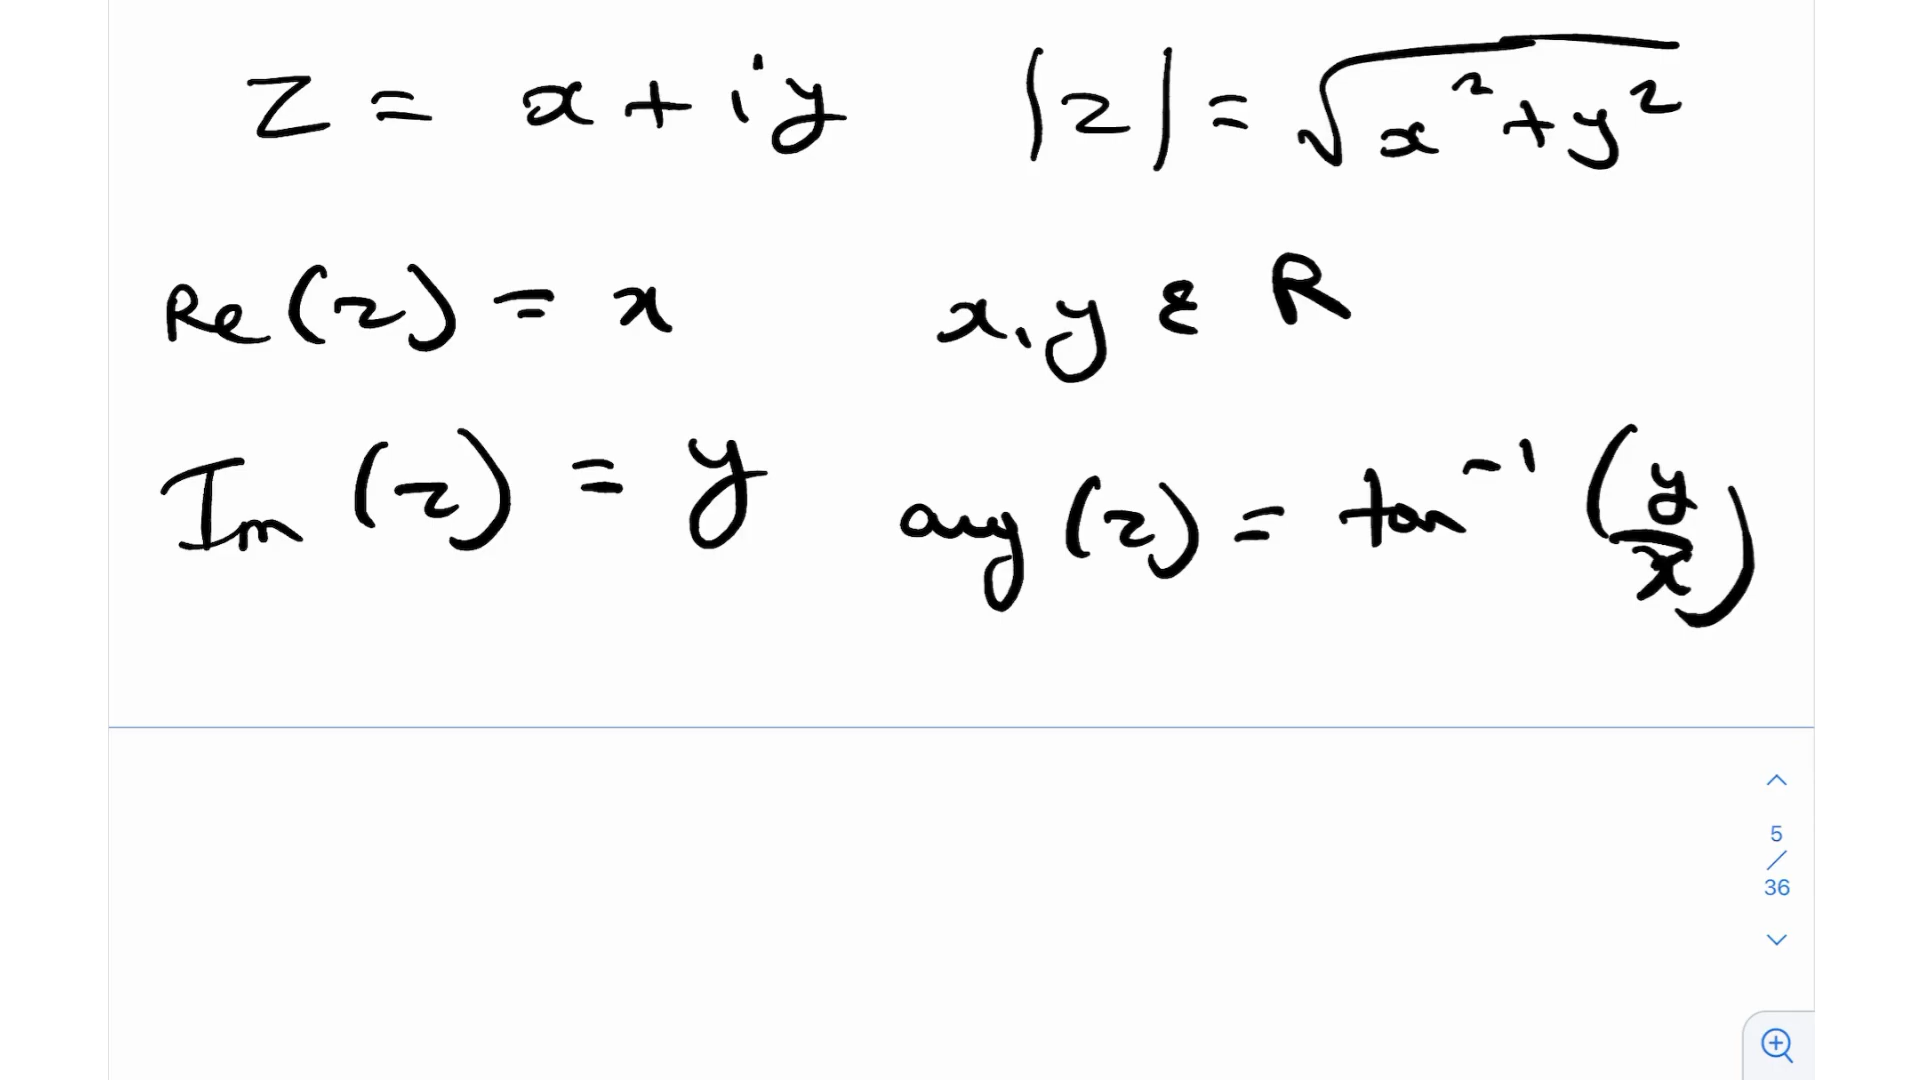 z = x + iy |z| = √x² + y²
Re(z) = x x, y ε R
Im(z) = y arg(z) = tan⁻¹(y/x)
5
/
36